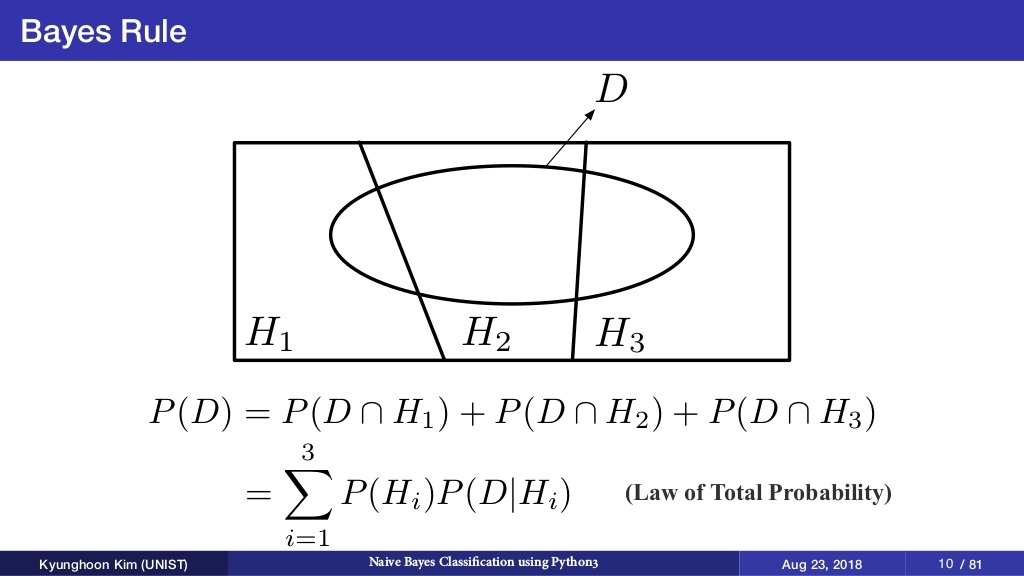 Bayes Rule
D
H₁ H₂ H₃
P(D) = P(D ∩ H₁) + P(D ∩ H₂) + P(D ∩ H₃)
= ∑³ᵢ₌₁ P(Hᵢ)P(D|Hᵢ) (Law of Total Probability)
Kyunghoon Kim (UNIST) Naive Bayes Classification using Python3 Aug 23, 2018 10 / 81